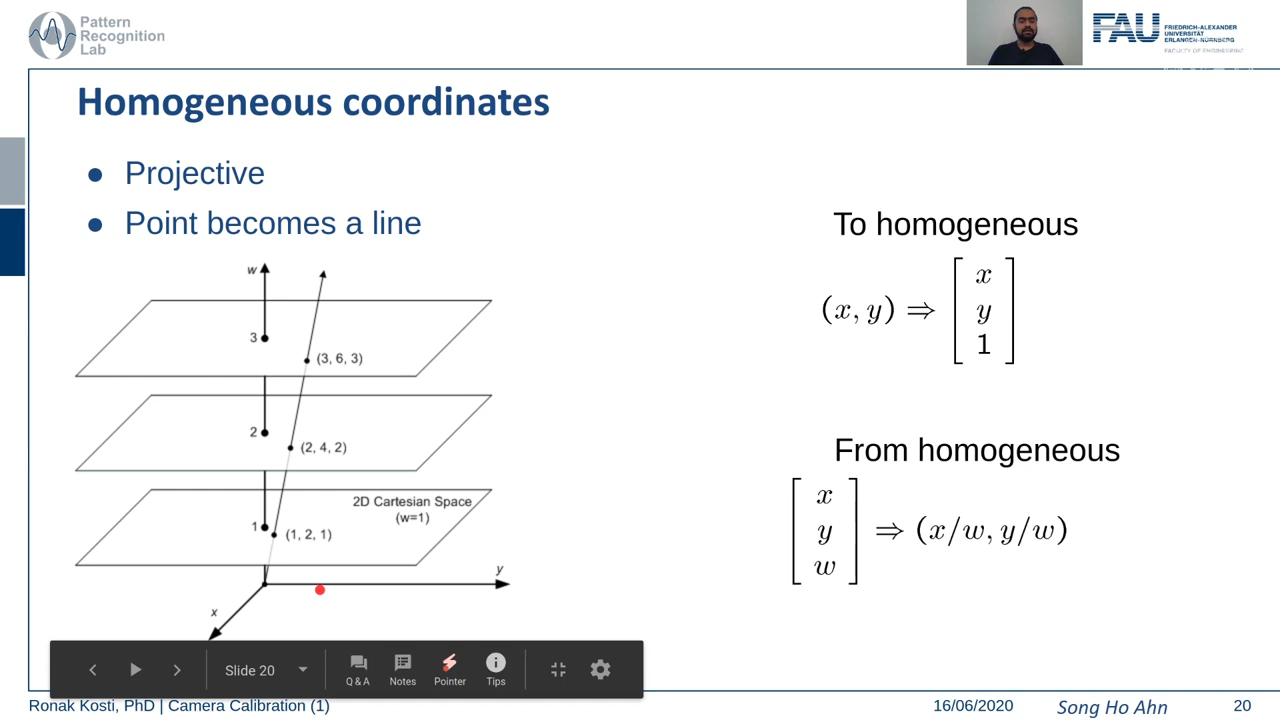 Pattern
Recognition
Lab
FAU
FRIEDRICH-ALEXANDER
UNIVERSITÄT
ERLANGEN-NÜRNBERG
FACULTY OF ENGINEERING
Homogeneous coordinates
● Projective
● Point becomes a line
w
3
(3, 6, 3)
2
(2, 4, 2)
2D Cartesian Space
(w=1)
1
(1, 2, 1)
y
x
To homogeneous
(x, y) ⇒ [x y 1]
From homogeneous
[x y w] ⇒ (x/w, y/w)
Slide 20
Q & A
Notes
Pointer
Tips
Ronak Kosti, PhD | Camera Calibration (1)
16/06/2020
Song Ho Ahn
20